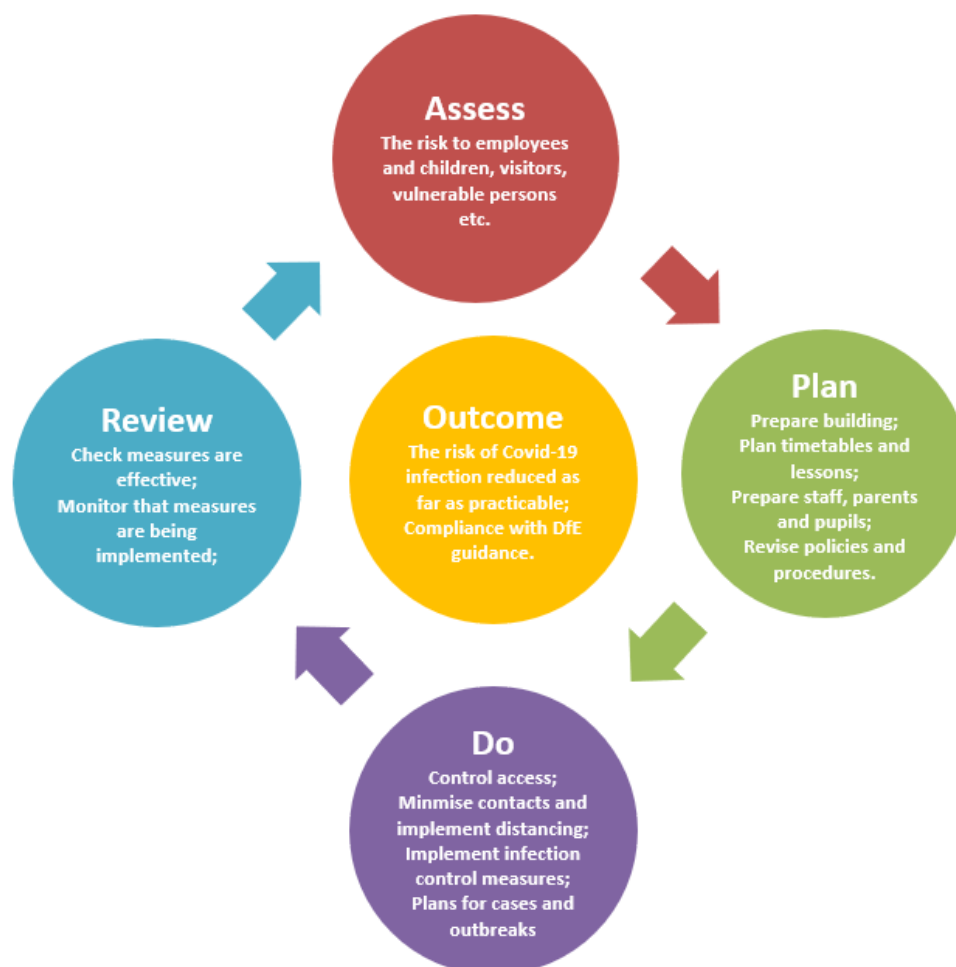 Assess
The risk to employees
and children, visitors,
vulnerable persons
etc.
Plan
Prepare building;
Plan timetables and
lessons;
Prepare staff, parents
and pupils;
Revise policies and
procedures.
Do
Control access;
Minmise contacts and
implement distancing;
Implement infection
control measures;
Plans for cases and
outbreaks
Review
Check measures are
effective;
Monitor that measures
are being
implemented;
Outcome
The risk of Covid-19
infection reduced as
far as practicable;
Compliance with DfE
guidance.